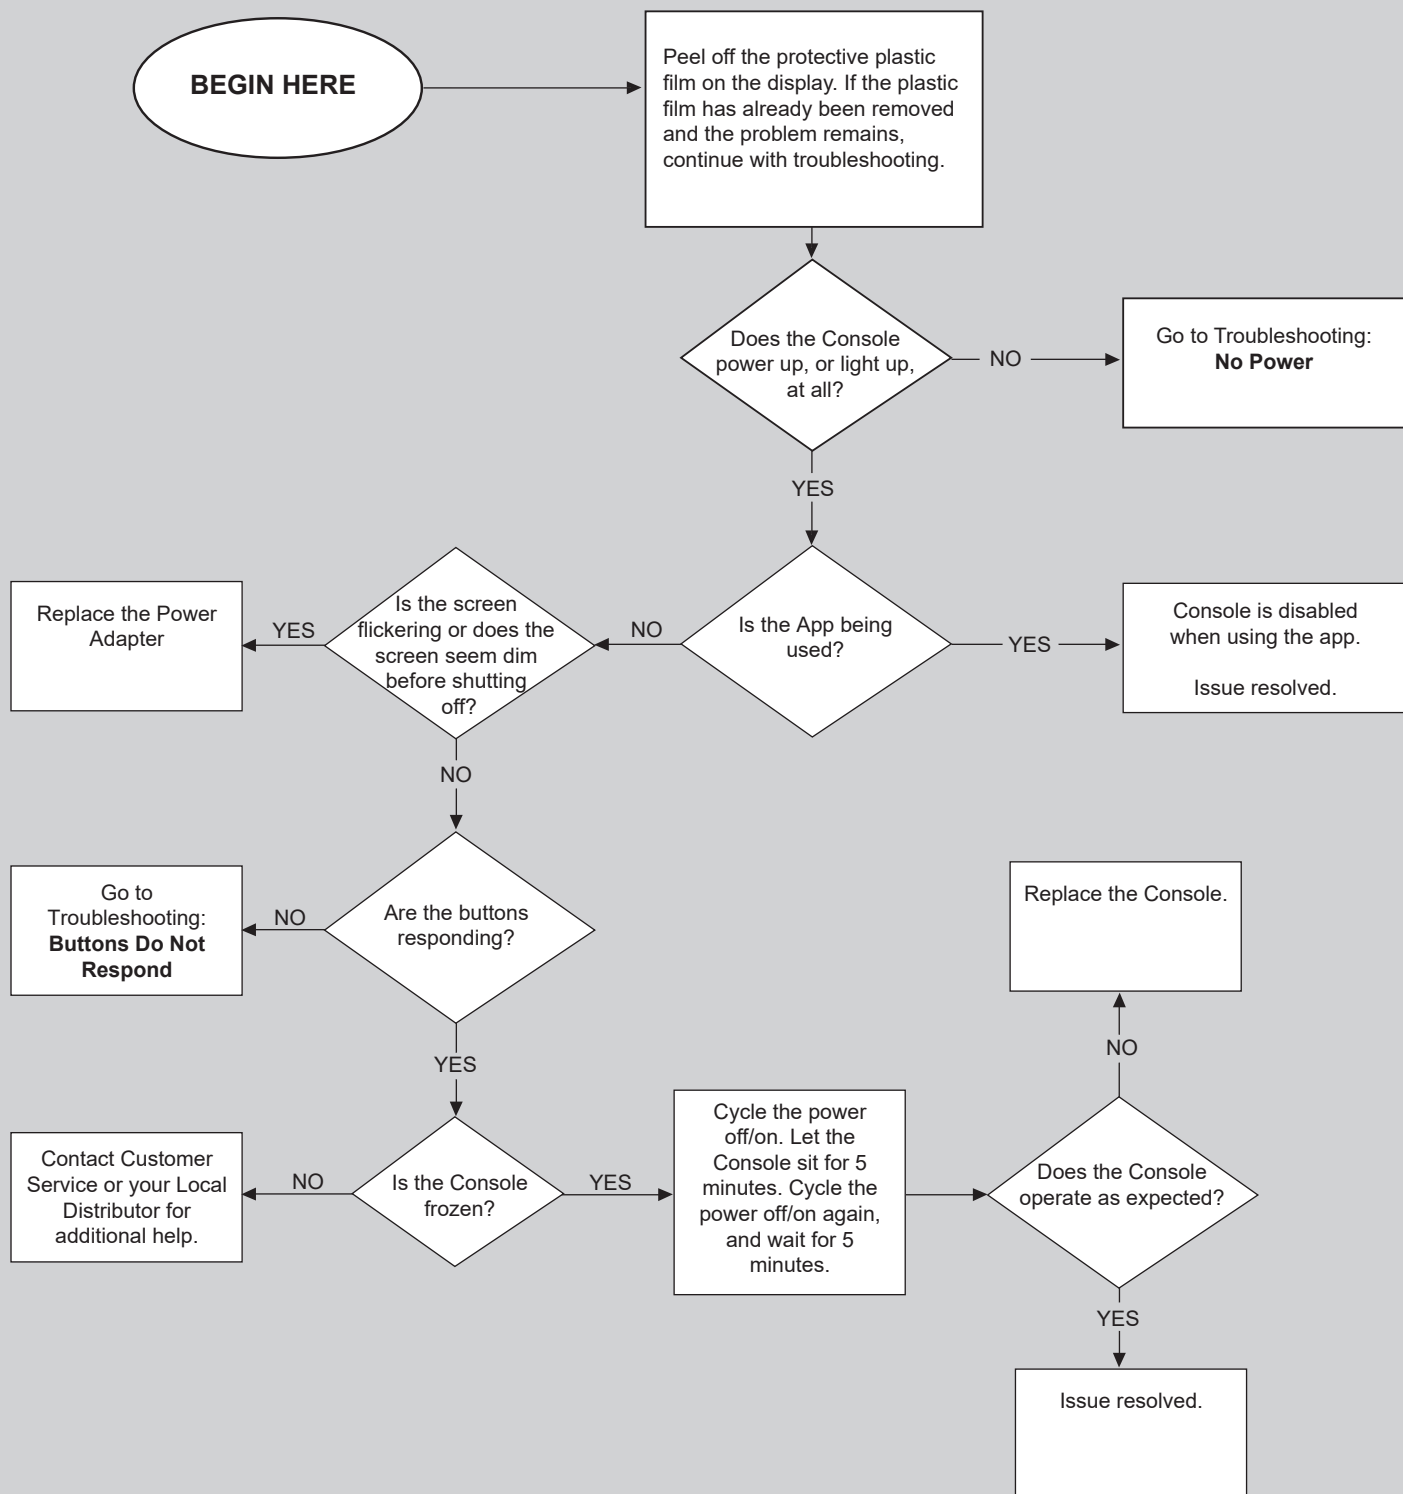 BEGIN HERE
Peel off the protective plastic
film on the display. If the plastic
film has already been removed
and the problem remains,
continue with troubleshooting.
Does the Console
power up, or light up,
at all?
NO
Go to Troubleshooting:
No Power
YES
Is the App being
used?
YES
Console is disabled
when using the app.
Issue resolved.
NO
Is the screen
flickering or does the
screen seem dim
before shutting
off?
YES
Replace the Power
Adapter
NO
Are the buttons
responding?
NO
Go to
Troubleshooting:
Buttons Do Not
Respond
YES
Is the Console
frozen?
NO
Contact Customer
Service or your Local
Distributor for
additional help.
YES
Cycle the power
off/on. Let the
Console sit for 5
minutes. Cycle the
power off/on again,
and wait for 5
minutes.
Does the Console
operate as expected?
NO
Replace the Console.
YES
Issue resolved.